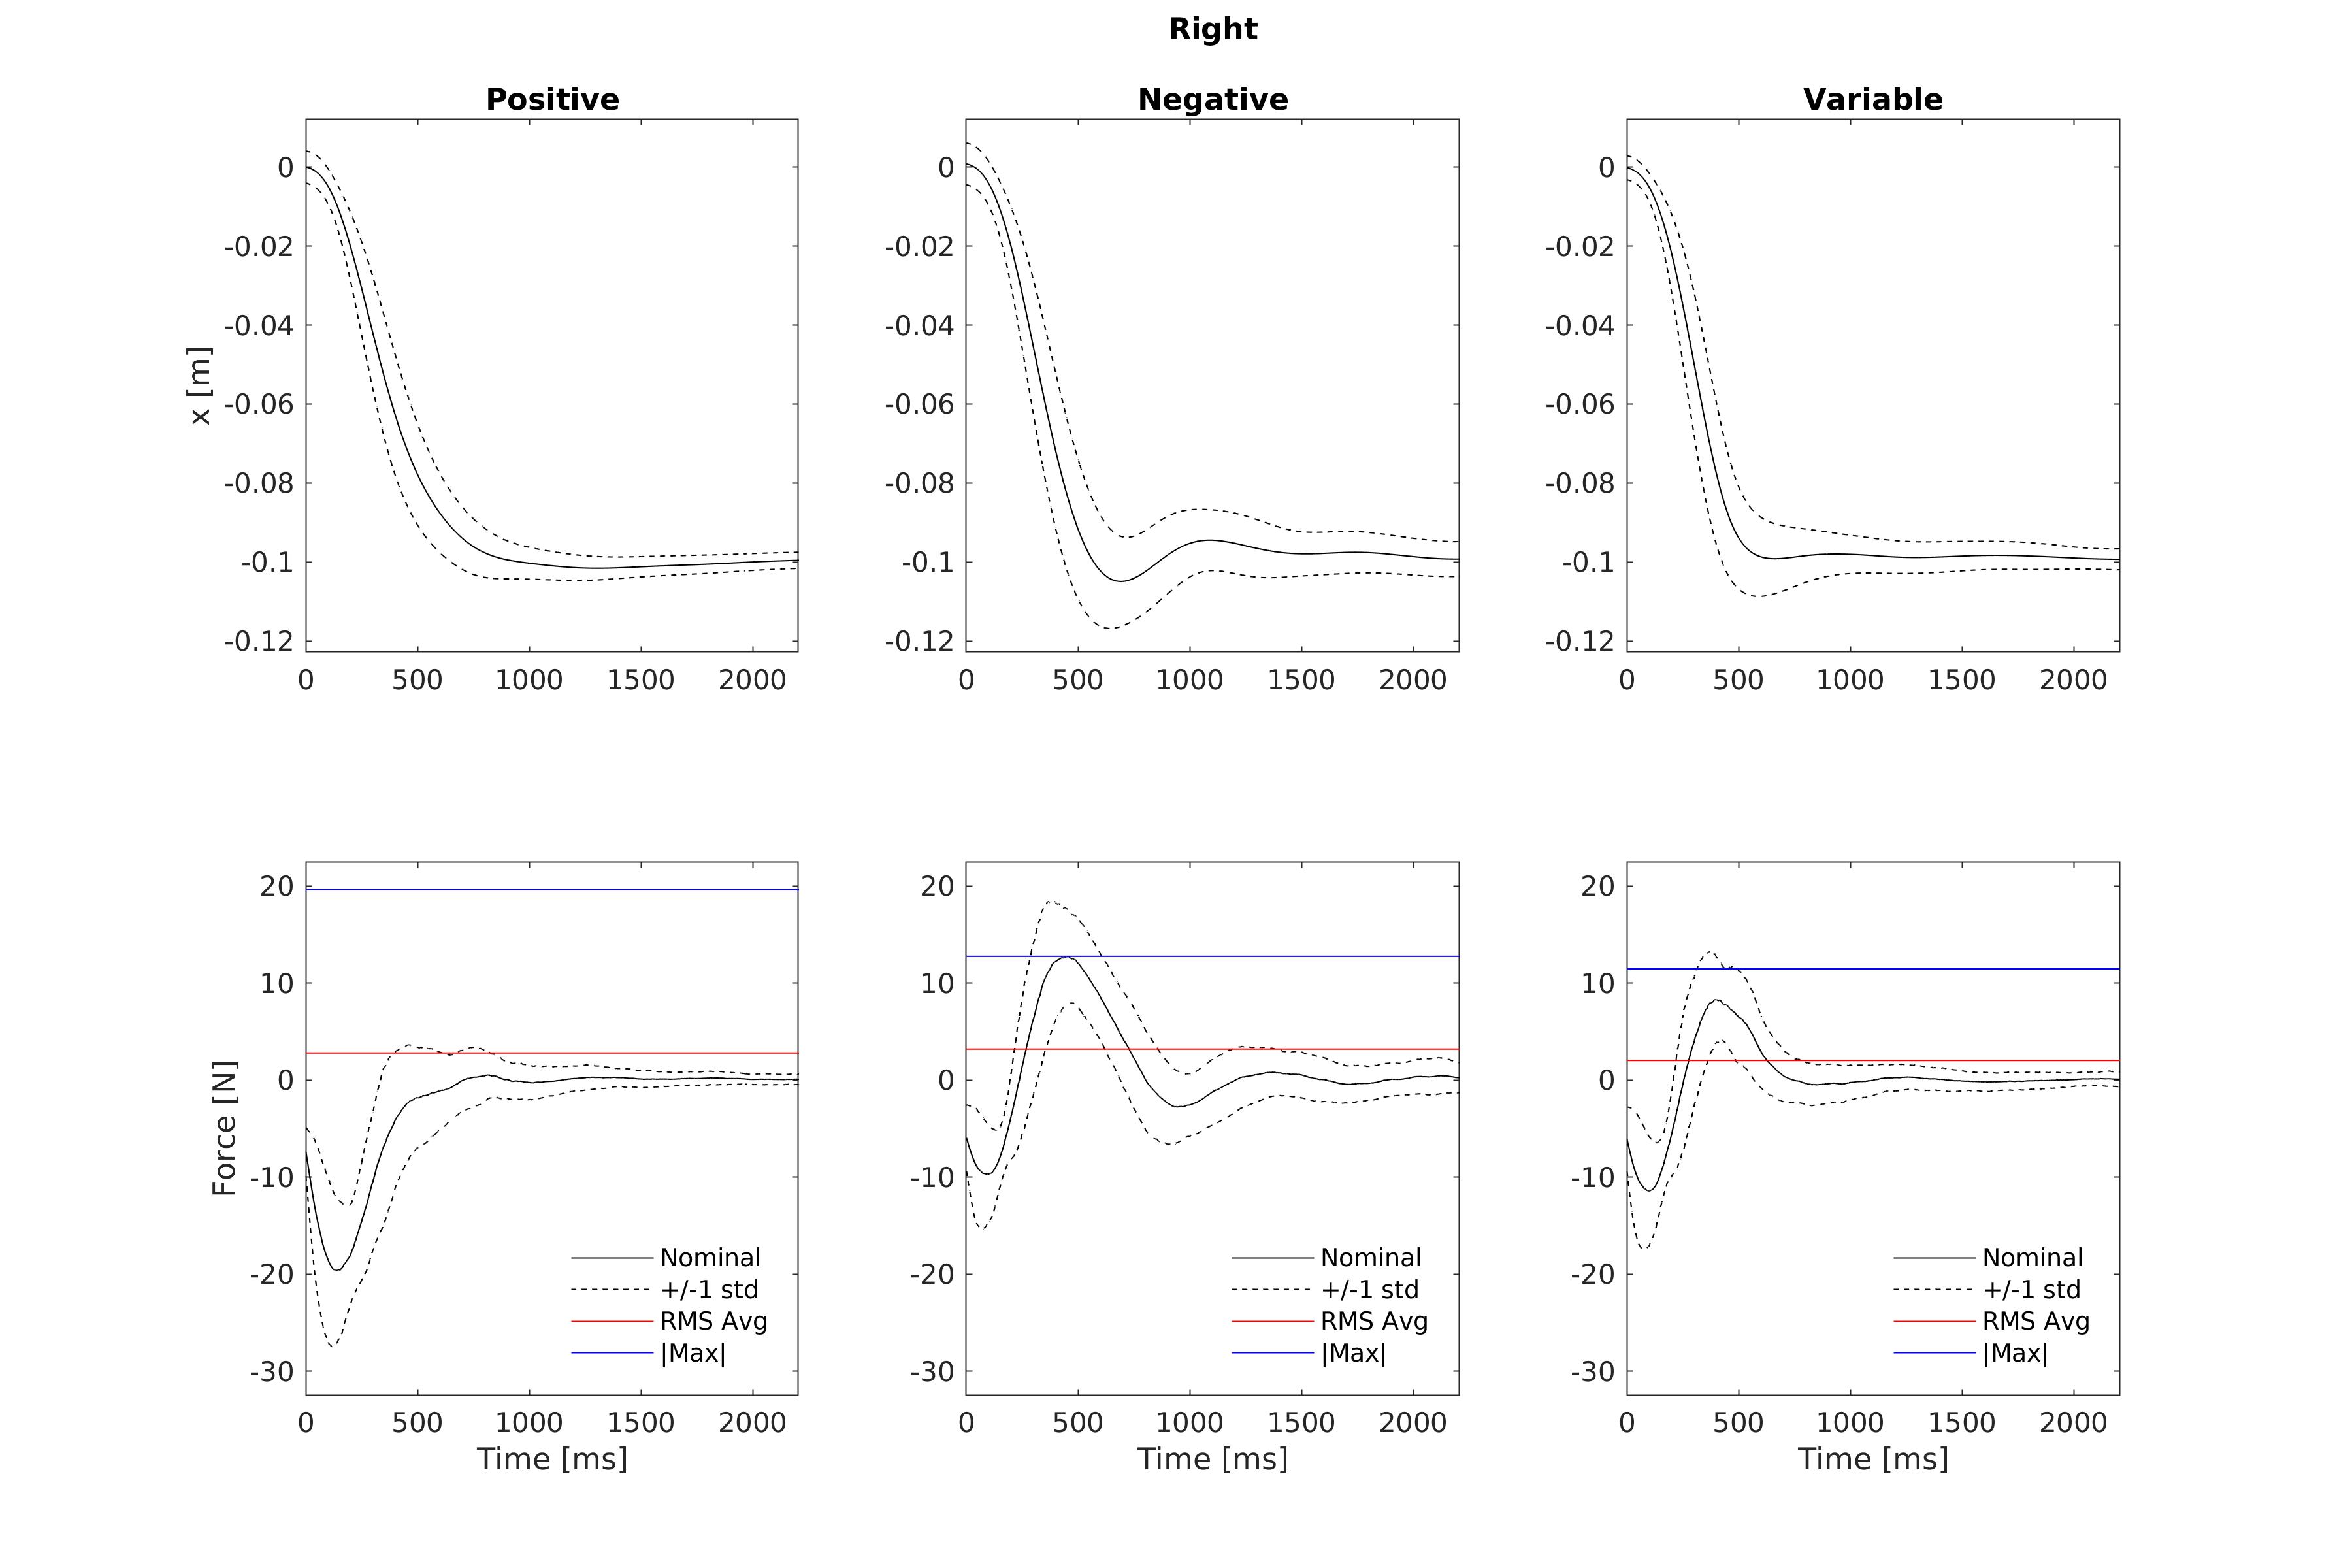 Right
Positive Negative Variable
0 0 0
-0.02 -0.02 -0.02
-0.04 -0.04 -0.04
x [m]
-0.06 -0.06 -0.06
-0.08 -0.08 -0.08
-0.1 -0.1 -0.1
-0.12 -0.12 -0.12
0 500 1000 1500 2000 0 500 1000 1500 2000 0 500 1000 1500 2000
20 20 20
10 10 10
0 0 0
Force [N]
-10 -10 -10
-20 -20 -20
-30 -30 -30
Nominal Nominal Nominal
+/-1 std +/-1 std +/-1 std
RMS Avg RMS Avg RMS Avg
|Max| |Max| |Max|
0 500 1000 1500 2000 0 500 1000 1500 2000 0 500 1000 1500 2000
Time [ms] Time [ms] Time [ms]